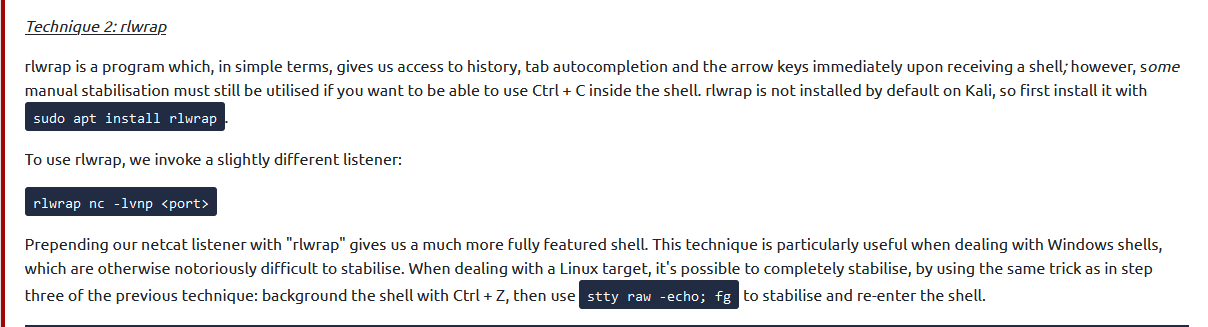 Technique 2: rlwrap
rlwrap is a program which, in simple terms, gives us access to history, tab autocompletion and the arrow keys immediately upon receiving a shell; however, some
manual stabilisation must still be utilised if you want to be able to use Ctrl + C inside the shell. rlwrap is not installed by default on Kali, so first install it with
sudo apt install rlwrap.
To use rlwrap, we invoke a slightly different listener:
rlwrap nc -lvnp <port>
Prepending our netcat listener with "rlwrap" gives us a much more fully featured shell. This technique is particularly useful when dealing with Windows shells,
which are otherwise notoriously difficult to stabilise. When dealing with a Linux target, it's possible to completely stabilise, by using the same trick as in step
three of the previous technique: background the shell with Ctrl + Z, then use stty raw -echo; fg to stabilise and re-enter the shell.